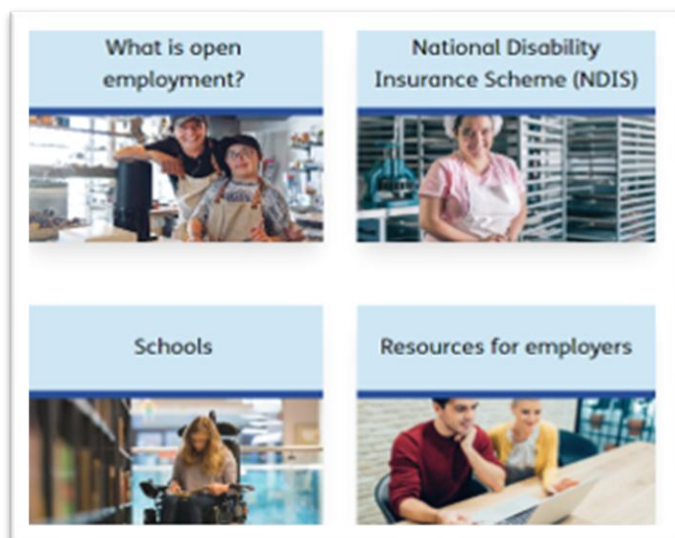 What is open
employment?
National Disability
Insurance Scheme (NDIS)
Schools
Resources for employers